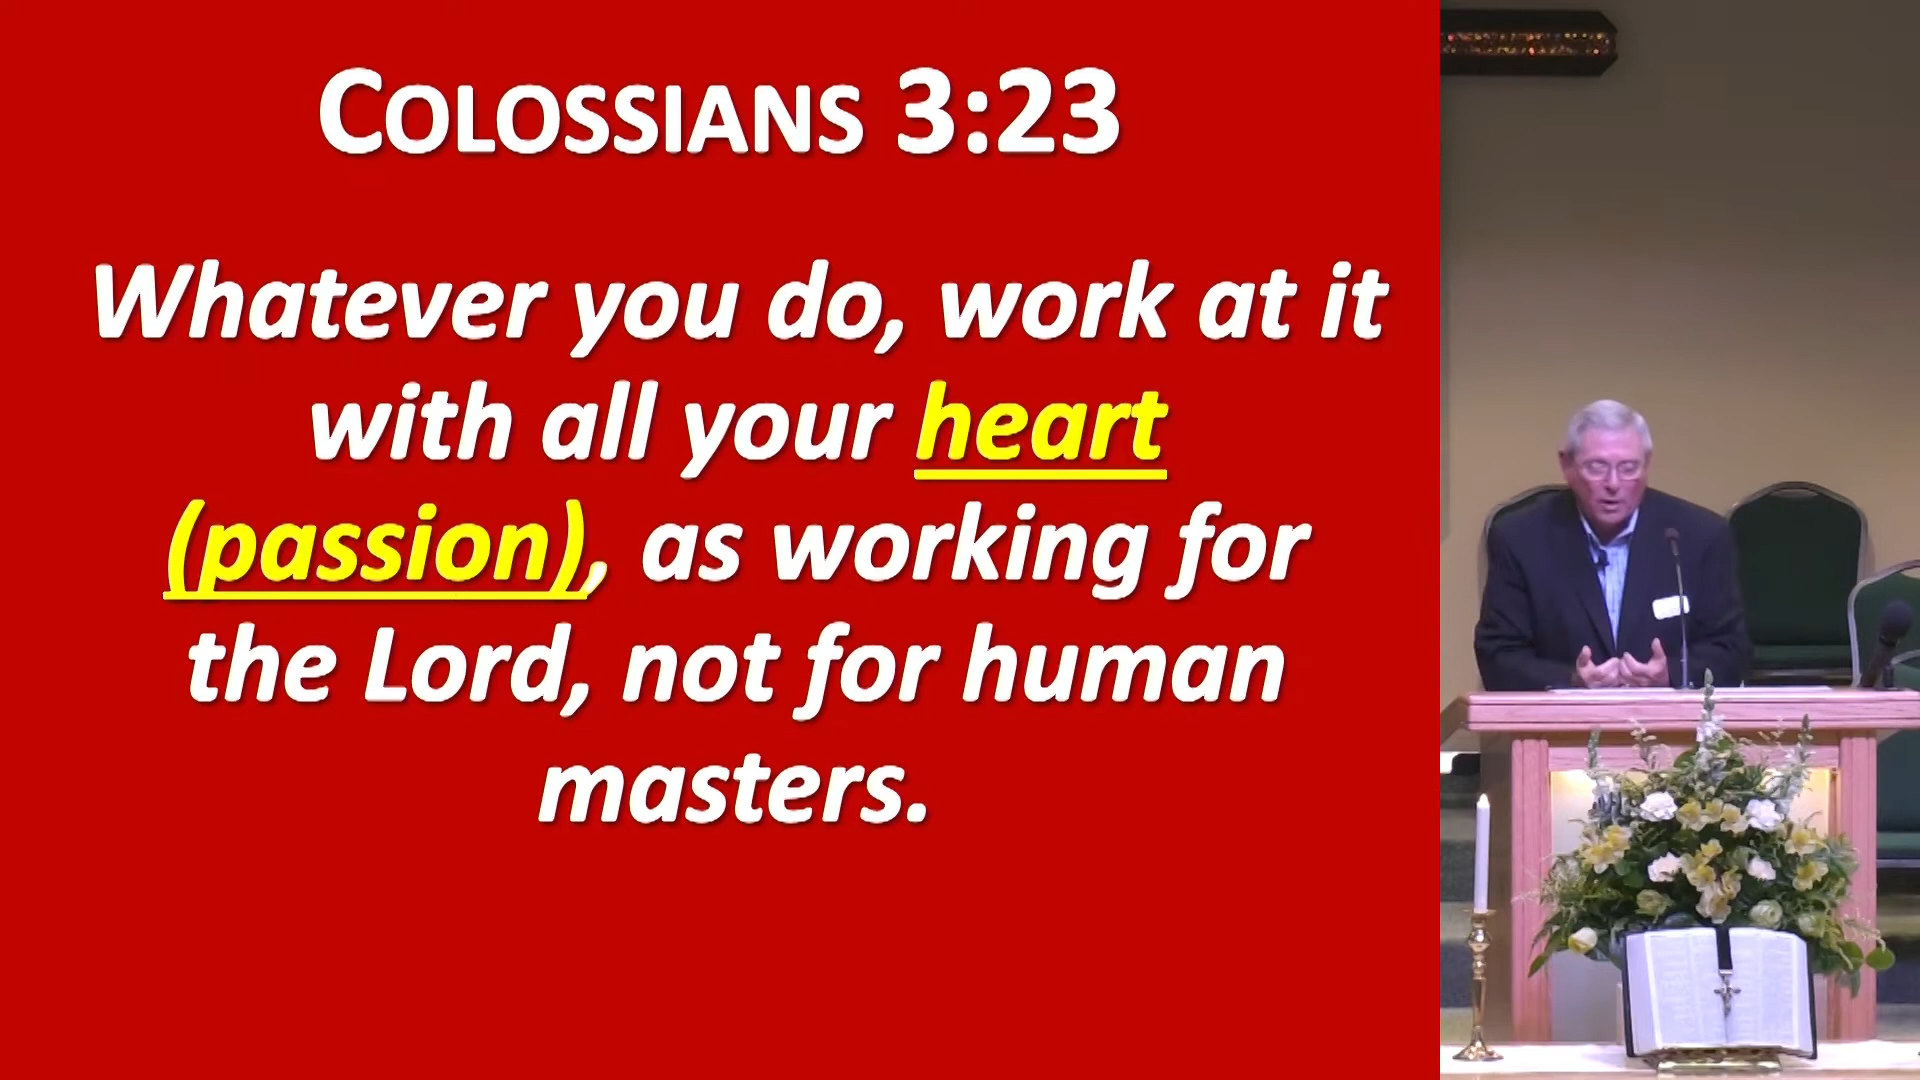 COLOSSIANS 3:23
Whatever you do, work at it
with all your heart
(passion), as working for
the Lord, not for human
masters.